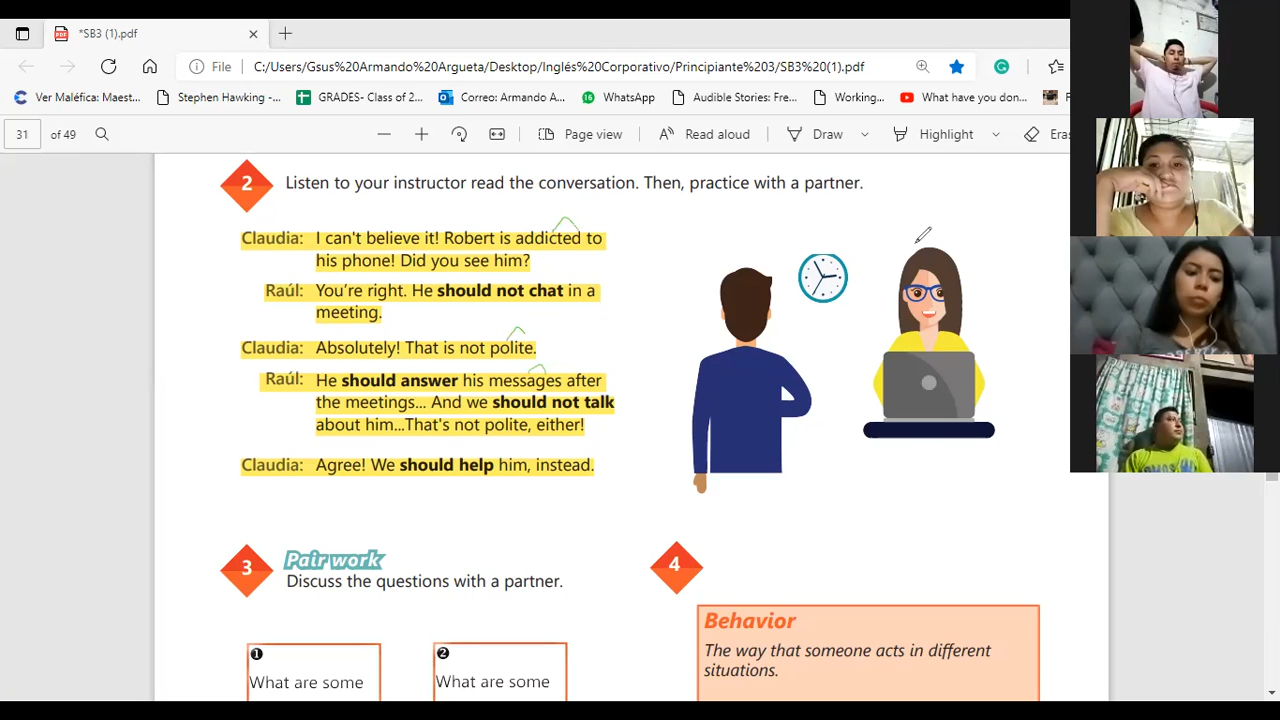 *SB3 (1).pdf
File
C:/Users/Gsus%20Armando%20Argueta/Desktop/Inglés%20Corporativo/Principiante%203/SB3%20(1).pdf
Ver Maléfica: Maest...
Stephen Hawking -...
GRADES- Class of 2...
Correo: Armando A...
16 WhatsApp
Audible Stories: Fre...
Working...
What have you don...
31 of 49
Page view
Read aloud
Draw
Highlight
Eras
2 Listen to your instructor read the conversation. Then, practice with a partner.
Claudia: I can't believe it! Robert is addicted to
his phone! Did you see him?
Raúl: You're right. He should not chat in a
meeting.
Claudia: Absolutely! That is not polite.
Raúl: He should answer his messages after
the meetings... And we should not talk
about him...That's not polite, either!
Claudia: Agree! We should help him, instead.
3 Pair work
Discuss the questions with a partner.
1
What are some
2
What are some
4
Behavior
The way that someone acts in different
situations.